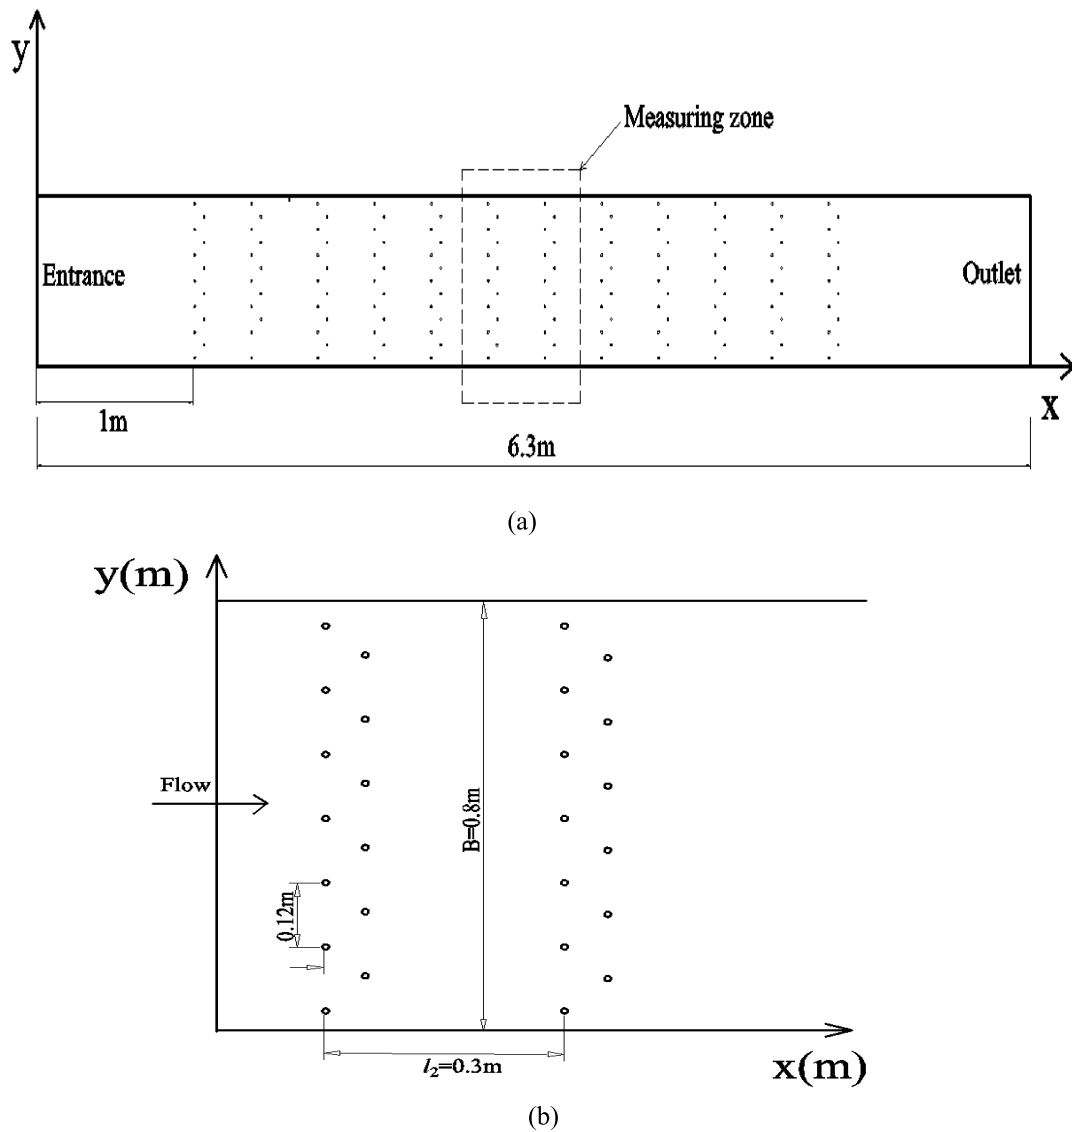 y
Measuring zone
Entrance
Outlet
1m
x
6.3m
(a)
y(m)
Flow
B=0.8m
0.12m
l₂=0.3m
x(m)
(b)